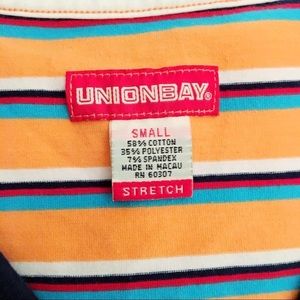 UNIONBAY®
SMALL
58% COTTON
35% POLYESTER
7% SPANDEX
MADE IN MACAU
RN 60307
STRETCH